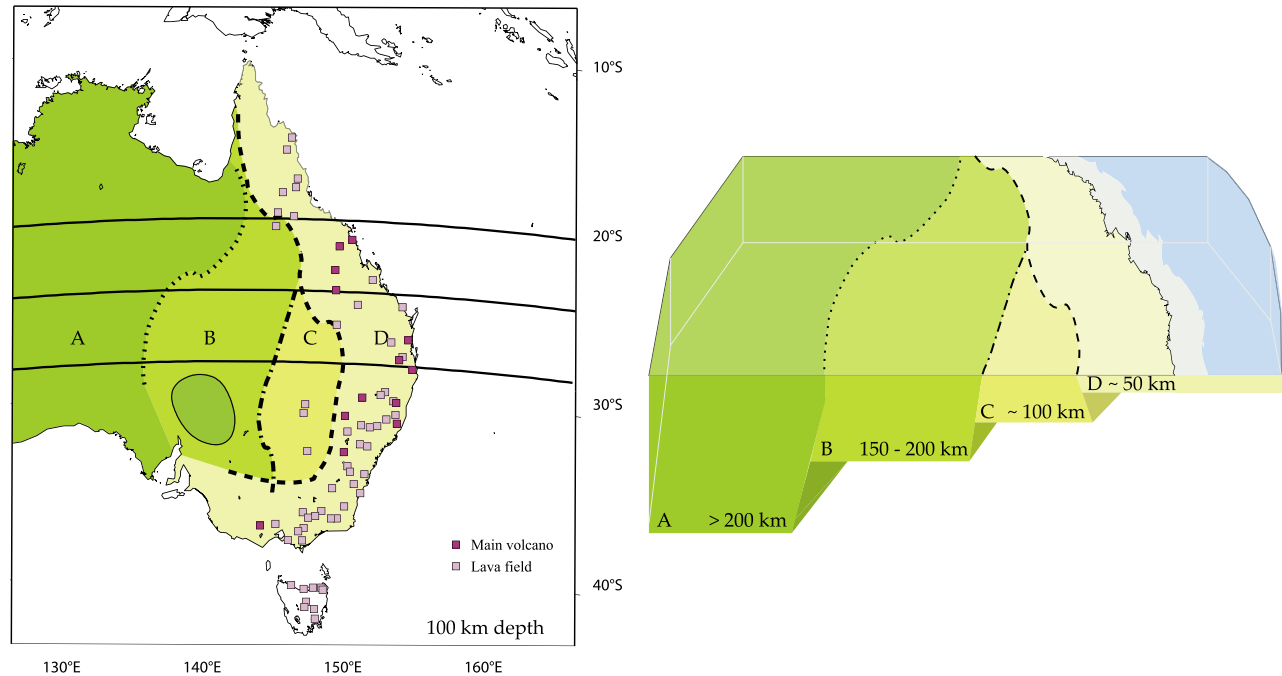 10°S
20°S
A
B
C
D
30°S
Main volcano
Lava field
40°S
100 km depth
130°E
140°E
150°E
160°E
D ~ 50 km
C ~ 100 km
B 150 - 200 km
A > 200 km